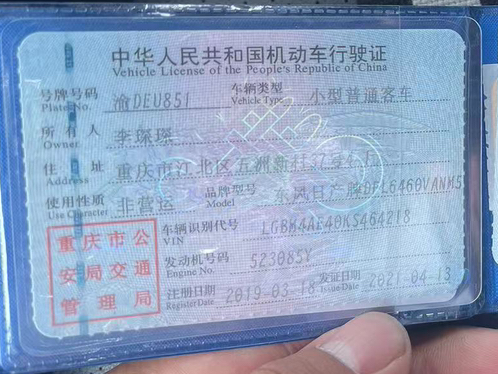 中华人民共和国机动车行驶证
Vehicle License of the People's Republic of China
号牌号码 渝DEU851 车辆类型 小型普通客车
Plate No. Vehicle Type
所有人 李琛琛
Owner
住址 重庆市江北区五洲新村37号
Address
使用性质 非营运 品牌型号 东风日产牌DFL6460VANM5
Use Character Model
车辆识别代号 LGBM4AE40KS464218
VIN
发动机号码 523085Y
Engine No.
重庆市公
安局交通
管理局
注册日期 2019-03-18 发证日期 2021-04-13
Register Date Issue Date